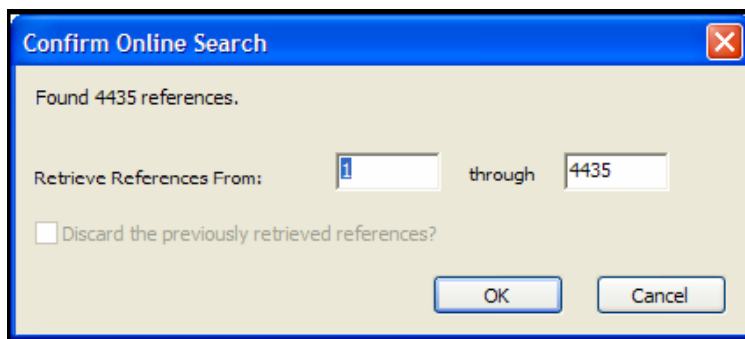 Confirm Online Search
Found 4435 references.
Retrieve References From: 1 through 4435
Discard the previously retrieved references?
OK Cancel